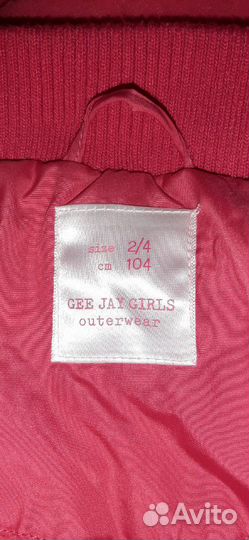 size 2/4
cm 104
GEE JAY GIRLS
outerwear
Avito